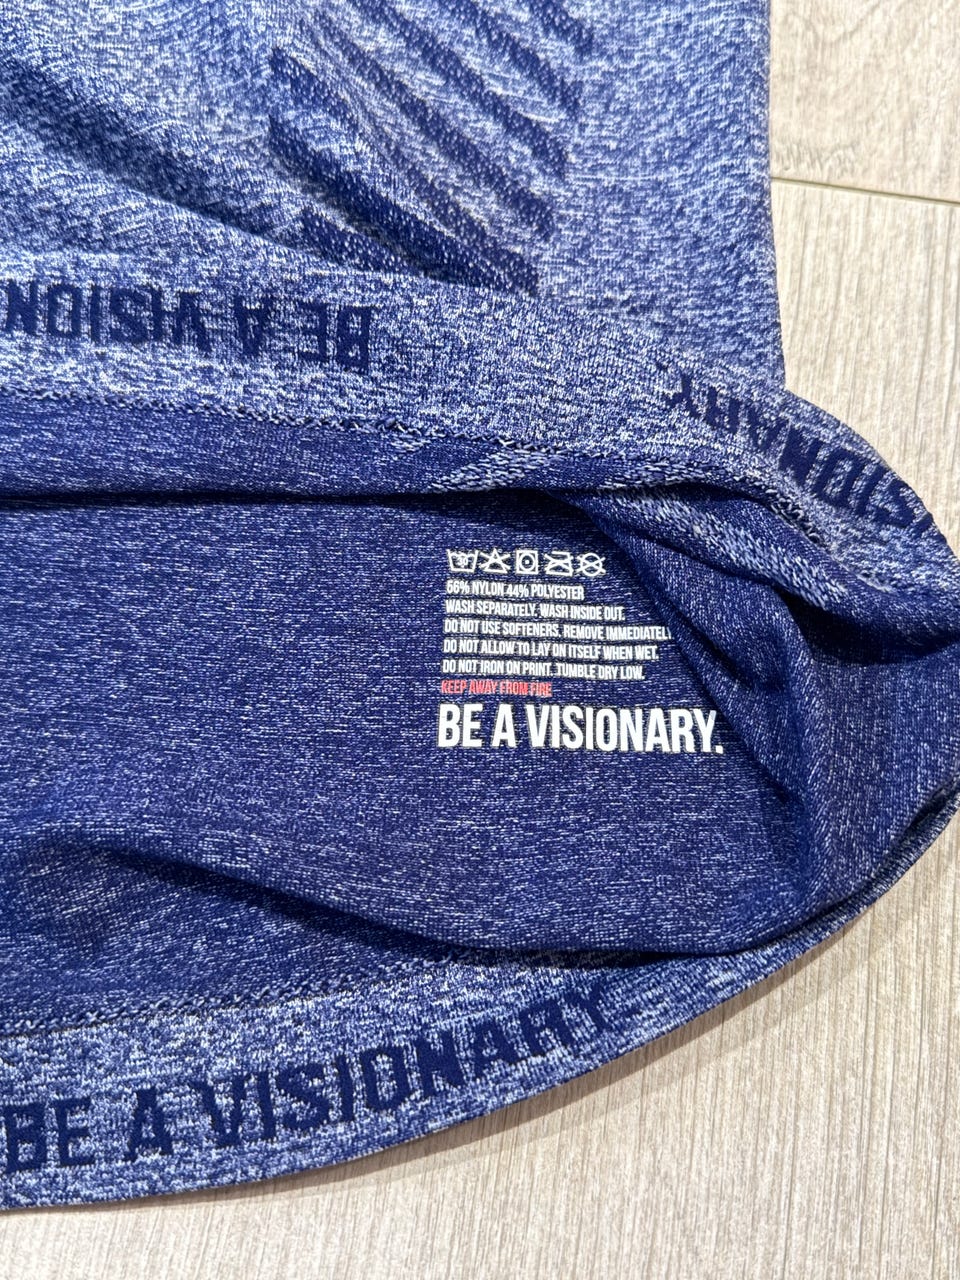 BE A VISION
VISIONARY.
56% NYLON 44% POLYESTER
WASH SEPARATELY. WASH INSIDE OUT.
DO NOT USE SOFTENERS. REMOVE IMMEDIATELY
DO NOT ALLOW TO LAY ON ITSELF WHEN WET.
DO NOT IRON ON PRINT. TUMBLE DRY LOW.
KEEP AWAY FROM FIRE
BE A VISIONARY.
BE A VISIONARY.